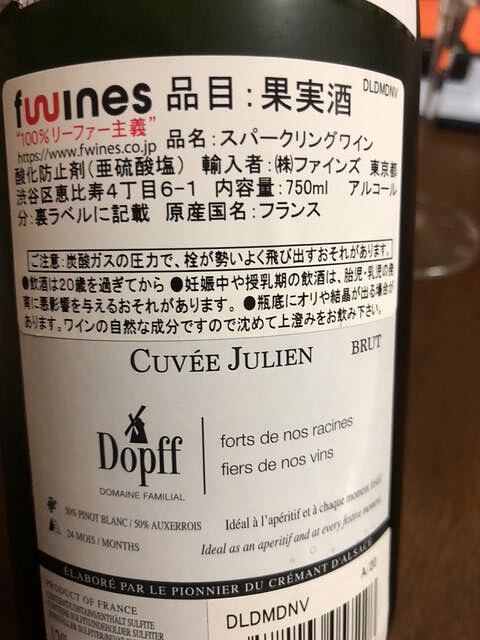 fwines 品目:果実酒 DLDMDNV
"100%リーファー主義" 品名:スパークリングワイン
https://www.fwines.co.jp
酸化防止剤(亜硫酸塩) 輸入者:㈱ファインズ 東京都
渋谷区恵比寿4丁目6-1 内容量:750ml アルコール
分:裏ラベルに記載 原産国名:フランス
ご注意:炭酸ガスの圧力で、栓が勢いよく飛び出すおそれがあります。
●飲酒は20歳を過ぎてから ●妊娠中や授乳期の飲酒は、胎児・乳児の発
育に悪影響を与えるおそれがあります。 ●瓶底にオリや結晶が出る場合が
あります。ワインの自然な成分ですので沈めて上澄みをお飲み下さい。
CUVÉE JULIEN BRUT
Dopff
DOMAINE FAMILIAL
forts de nos racines
fiers de nos vins
50% PINOT BLANC / 50% AUXERROIS
24 MOIS / MONTHS
Idéal à l'apéritif et à chaque moment festif.
Ideal as an aperitif and at every festive moment.
ÉLABORÉ PAR LE PIONNIER DU CRÉMANT D'ALSACE
PRODUCT OF FRANCE
DLDMDNV
A/20